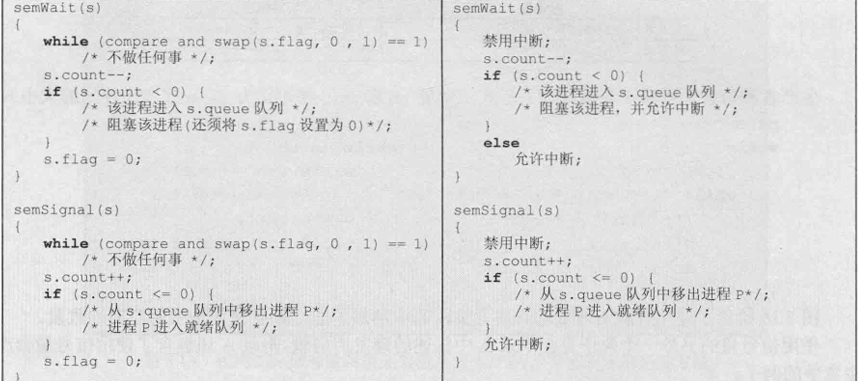 semWait(s)
{
while (compare and swap(s.flag, 0 , 1) == 1)
/* 不做任何事 */;
s.count--;
if (s.count < 0) {
/* 该进程进入 s.queue 队列 */;
/* 阻塞该进程(还须将 s.flag 设置为 0)*/;
}
s.flag = 0;
}
semSignal(s)
{
while (compare and swap(s.flag, 0 , 1) == 1)
/* 不做任何事 */;
s.count++;
if (s.count <= 0) {
/* 从 s.queue 队列中移出进程 P*/;
/* 进程 P 进入就绪队列 */;
}
s.flag = 0;
}
semWait(s)
{
禁用中断;
s.count--;
if (s.count < 0) {
/* 该进程进入 s.queue 队列 */;
/* 阻塞该进程, 并允许中断 */;
}
else
允许中断;
}
semSignal(s)
{
禁用中断;
s.count++;
if (s.count <= 0) {
/* 从 s.queue 队列中移出进程 P*/;
/* 进程 P 进入就绪队列 */;
}
允许中断;
}